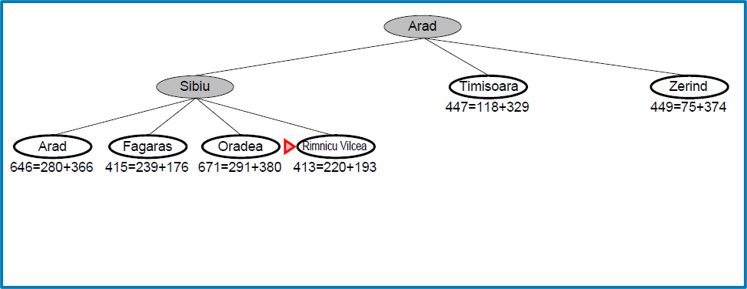 Arad
Sibiu Timisoara Zerind
447=118+329 449=75+374
Arad Fagaras Oradea Rimnicu Vilcea
646=280+366 415=239+176 671=291+380 413=220+193